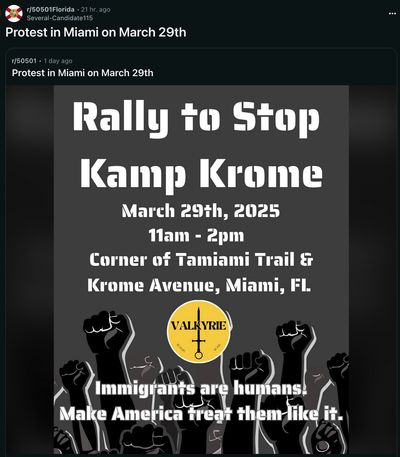 r/50501Florida • 21 hr. ago
Several-Candidate115
Protest in Miami on March 29th
r/50501 • 1 day ago
Protest in Miami on March 29th
Rally to Stop
Kamp Krome
March 29th, 2025
11am - 2pm
Corner of Tamiami Trail &
Krome Avenue, Miami, FL
VALKYRIE
Immigrants are humans.
Make America treat them like it.